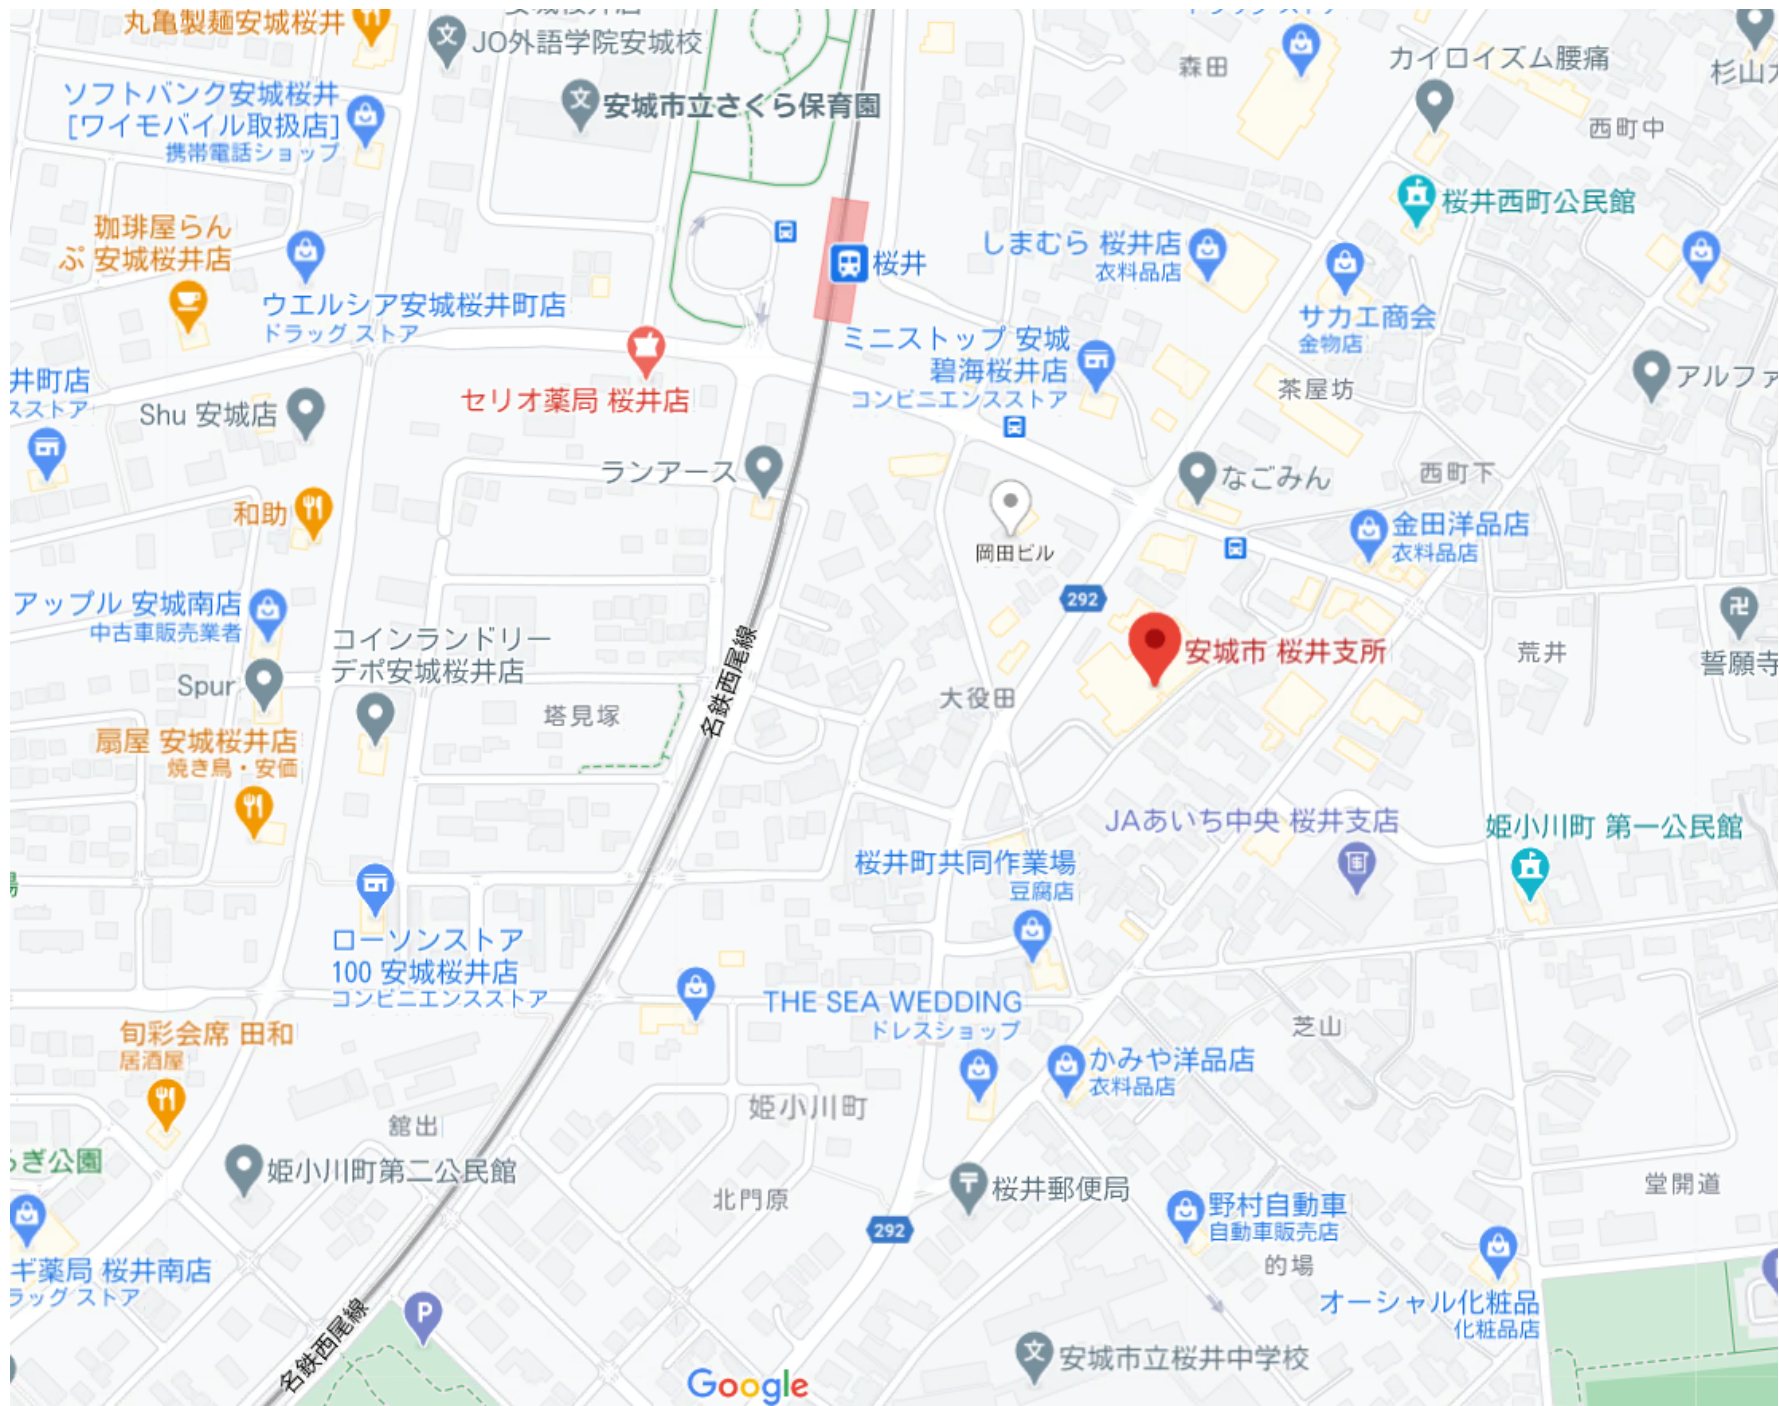 丸亀製麺安城桜井
JO外語学院安城校
森田
カイロイズム腰痛
ソフトバンク安城桜井
[ワイモバイル取扱店]
携帯電話ショップ
安城市立さくら保育園
西町中
桜井西町公民館
珈琲屋らん
ぷ 安城桜井店
しまむら 桜井店
衣料品店
桜井
ウエルシア安城桜井町店
ドラッグ ストア
サカエ商会
金物店
ミニストップ 安城
碧海桜井店
コンビニエンスストア
井町店
スストア
セリオ薬局 桜井店
茶屋坊
アルファ
Shu 安城店
ランアース
なごみん
西町下
和助
岡田ビル
金田洋品店
衣料品店
292
アップル 安城南店
中古車販売業者
コインランドリー
デポ安城桜井店
名鉄西尾線
安城市 桜井支所
荒井
誓願寺
Spur
塔見塚
大役田
扇屋 安城桜井店
焼き鳥・安価
JAあいち中央 桜井支店
姫小川町 第一公民館
桜井町共同作業場
豆腐店
ローソンストア
100 安城桜井店
コンビニエンスストア
THE SEA WEDDING
ドレスショップ
芝山
旬彩会席 田和
居酒屋
かみや洋品店
衣料品店
姫小川町
舘出
ぎ公園
姫小川町第二公民館
北門原
桜井郵便局
堂開道
野村自動車
自動車販売店
292
的場
ギ薬局 桜井南店
ラッグ ストア
オーシャル化粧品
化粧品店
名鉄西尾線
P
安城市立桜井中学校
Google